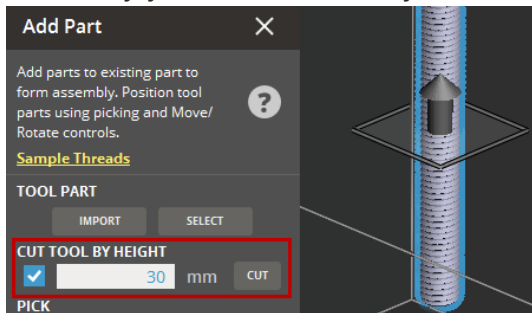 Add Part
Add parts to existing part to
form assembly. Position tool
parts using picking and Move/
Rotate controls.
?
Sample Threads
TOOL PART
IMPORT SELECT
CUT TOOL BY HEIGHT
30 mm CUT
PICK